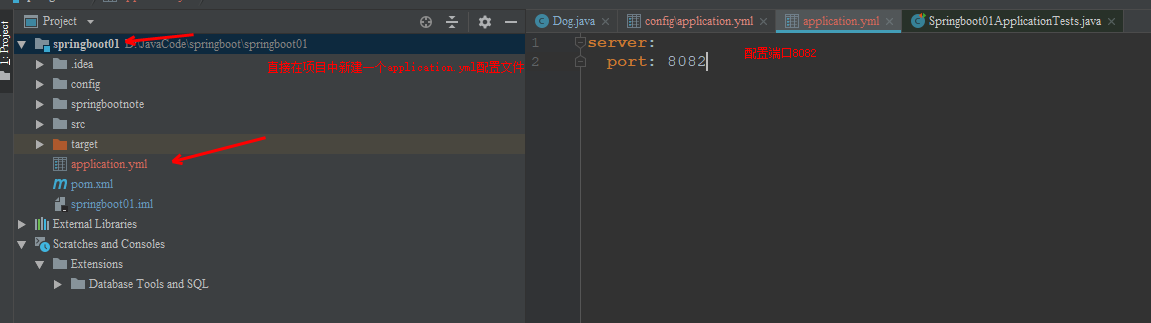 Project
Dog.java
config\application.yml
application.yml
Springboot01ApplicationTests.java
1: Project
springboot01 D:\JavaCode\springboot\springboot01
.idea
直接在项目中新建一个application.yml配置文件
config
springbootnote
src
target
application.yml
pom.xml
springboot01.iml
External Libraries
Scratches and Consoles
Extensions
Database Tools and SQL
1 server:
2 port: 8082
配置端口8082